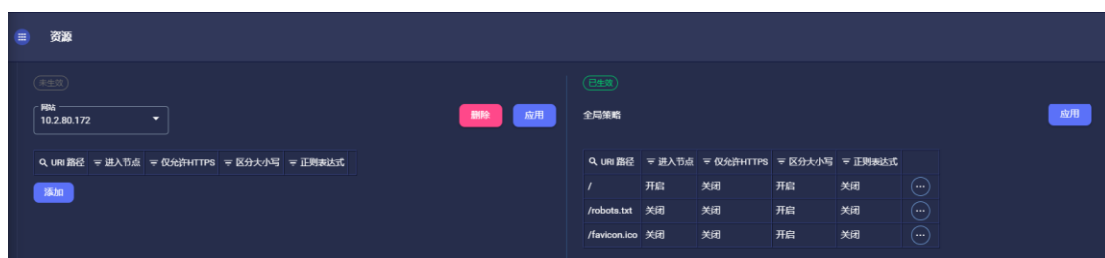 资源
未生效
网站
10.2.80.172
删除 应用
URI 路径 进入节点 仅允许HTTPS 区分大小写 正则表达式
添加
已生效
全局策略 应用
URI 路径 进入节点 仅允许HTTPS 区分大小写 正则表达式
/ 开启 关闭 开启 关闭
/robots.txt 关闭 关闭 开启 关闭
/favicon.ico 关闭 关闭 开启 关闭